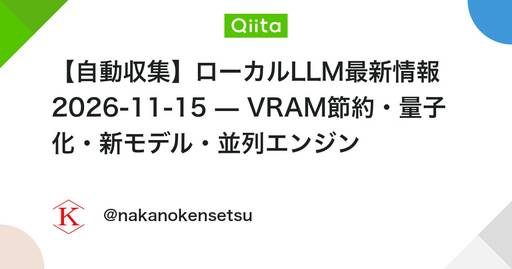 Qiita
【自動収集】ローカルLLM最新情報
2026-11-15 — VRAM節約・量子
化・新モデル・並列エンジン
K
@nakanokensetsu